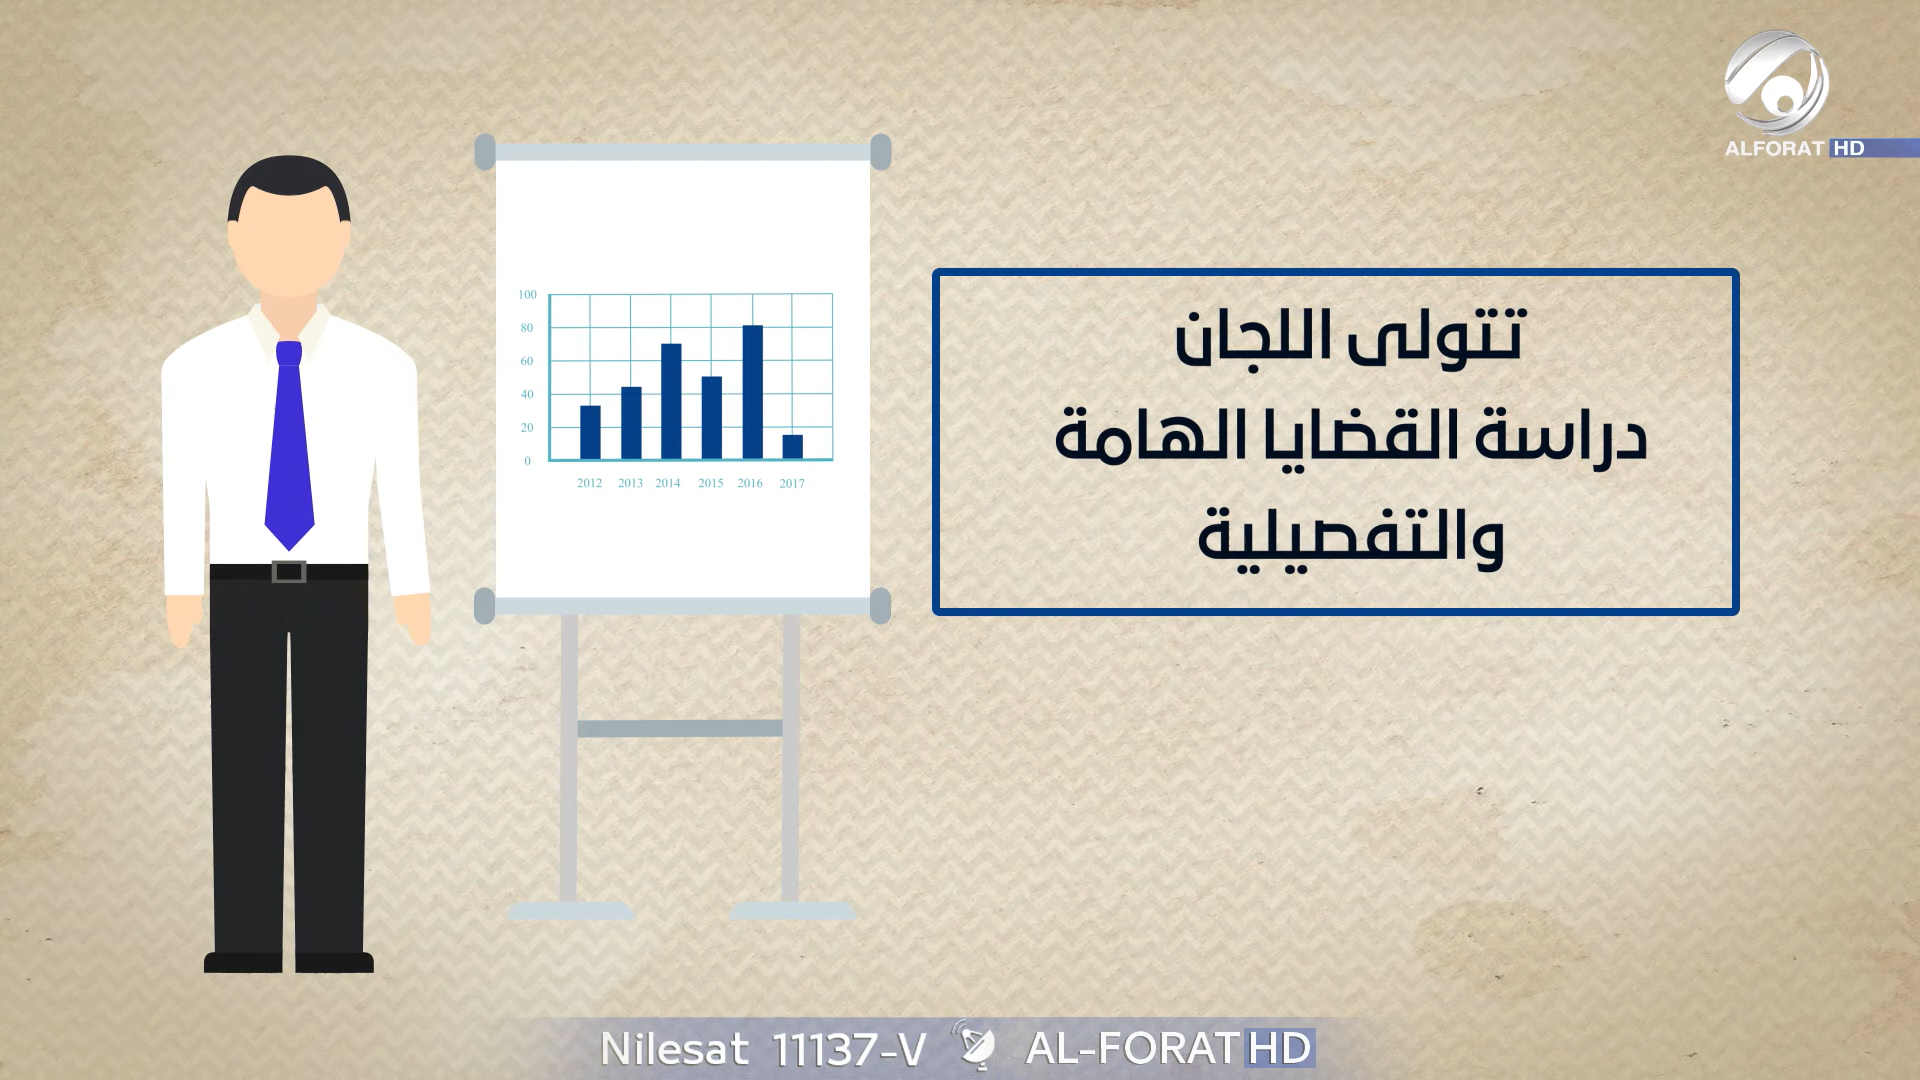 ALFORAT HD
تتولى اللجان
دراسة القضايا الهامة
والتفصيلية
100
80
60
40
20
0
2012 2013 2014 2015 2016 2017
Nilesat 11137-V AL-FORAT HD